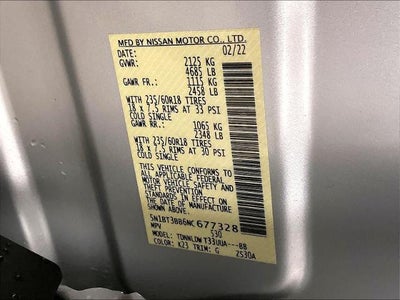 MFD BY NISSAN MOTOR CO., LTD.
DATE: 02/22
GVWR: 2125 KG
4685 LB
GAWR FR.: 1115 KG
2458 LB
WITH 235/60R18 TIRES
18 x 7.5 RIMS AT 33 PSI
COLD SINGLE
GAWR RR.: 1065 KG
2348 LB
WITH 235/60R18 TIRES
18 x 7.5 RIMS AT 30 PSI
COLD SINGLE
THIS VEHICLE CONFORMS TO
ALL APPLICABLE FEDERAL
MOTOR VEHICLE SAFETY AND
THEFT PREVENTION
STANDARDS IN EFFECT ON THE
DATE OF MANUFACTURE
SHOWN ABOVE.
5N1BT3BB6NC677328
MPV 530
MODEL: TDNNLDWT33UUA---BB
COLOR: K23 TRIM: G ZS30A